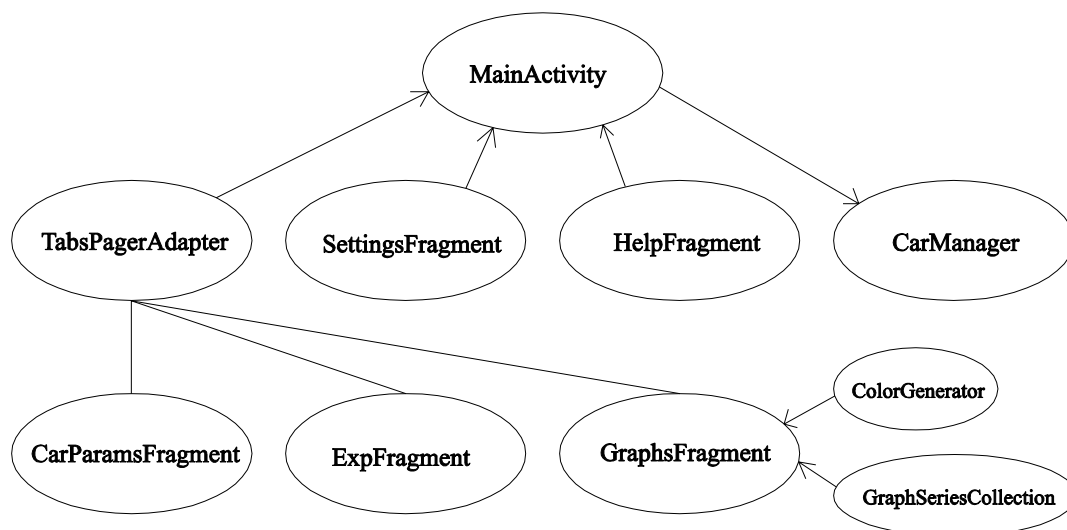 MainActivity
TabsPagerAdapter
SettingsFragment
HelpFragment
CarManager
ColorGenerator
CarParamsFragment
ExpFragment
GraphsFragment
GraphSeriesCollection